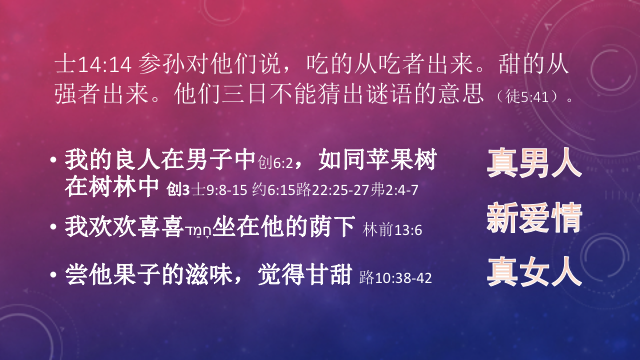 士14:14 参孙对他们说，吃的从吃者出来。甜的从
强者出来。他们三日不能猜出谜语的意思（徒5:41）。
• 我的良人在男子中创6:2，如同苹果树
在树林中 创3士9:8-15 约6:15路22:25-27弗2:4-7
• 我欢欢喜喜חָמַד坐在他的荫下 林前13:6
• 尝他果子的滋味，觉得甘甜 路10:38-42
真男人
新爱情
真女人